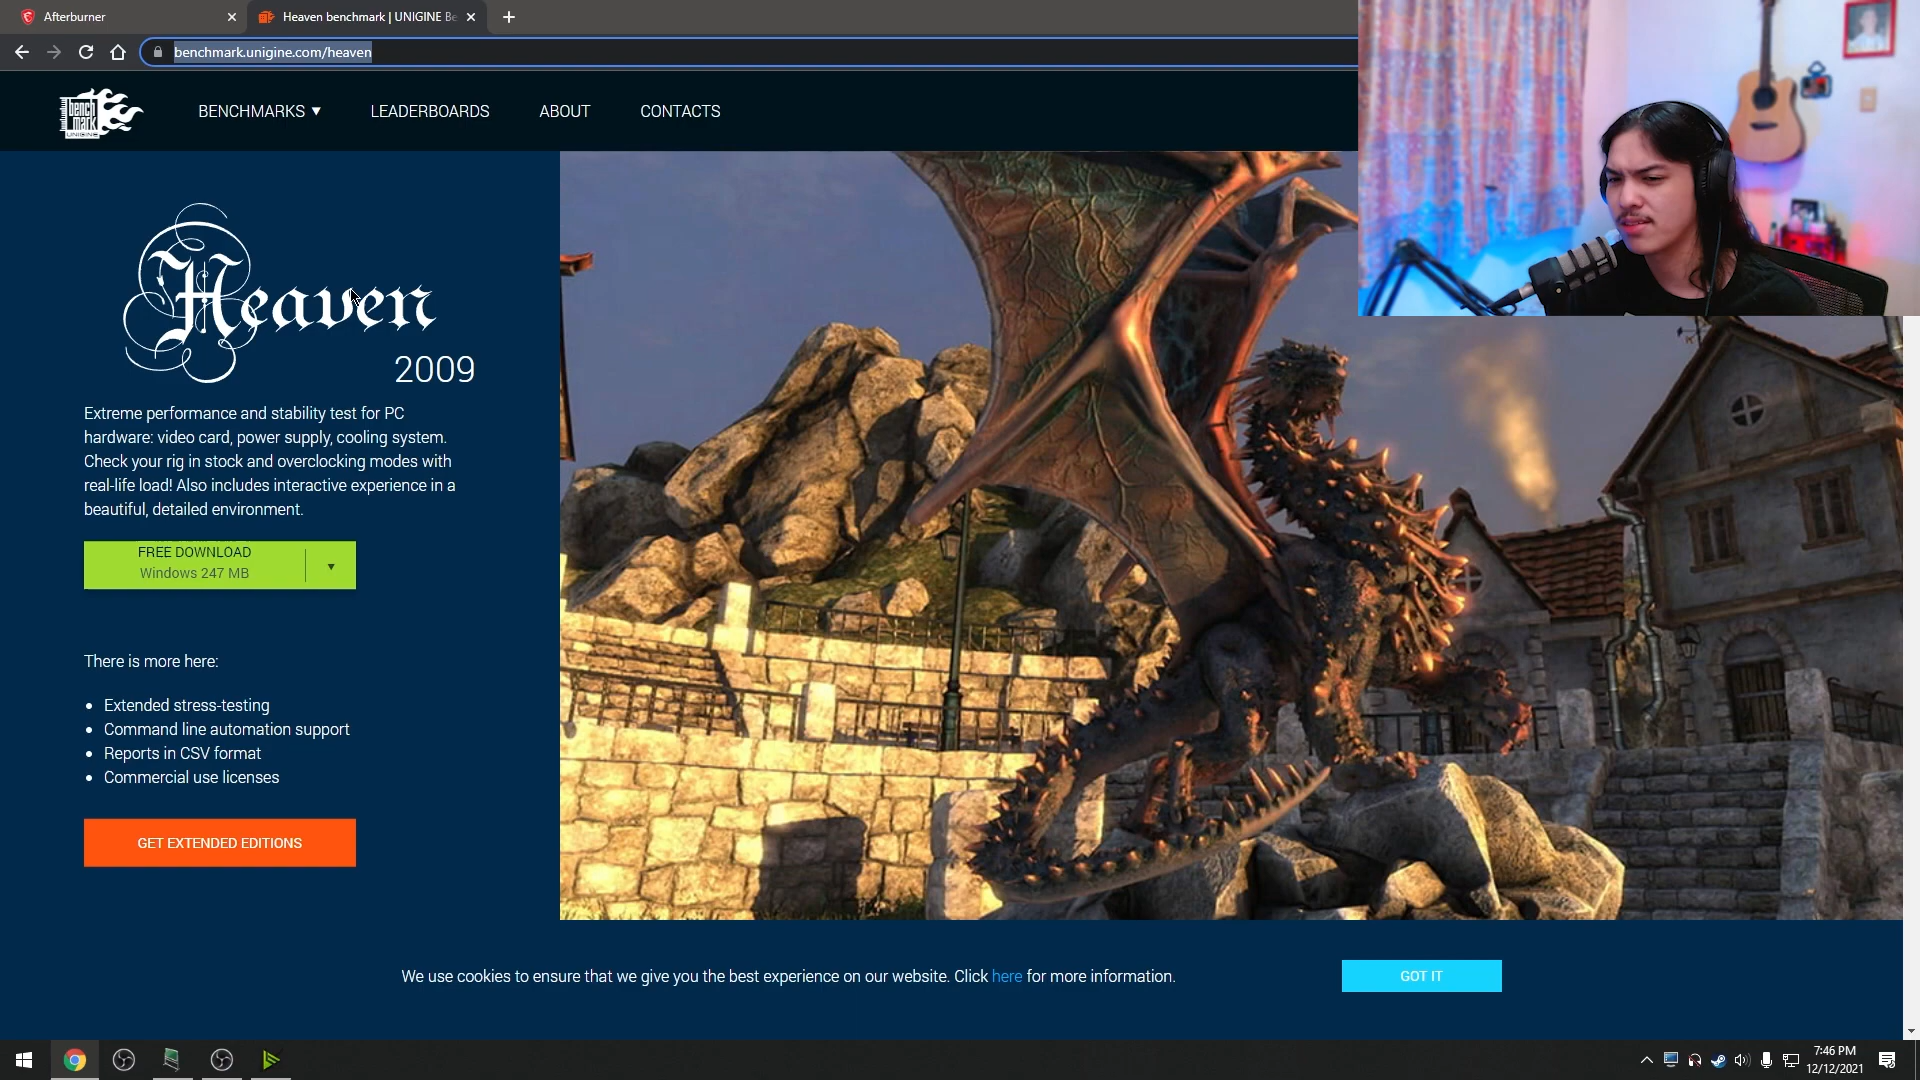 Afterburner
Heaven benchmark | UNIGINE Be
benchmark.unigine.com/heaven
bench
mark
UNIGINE
BENCHMARKS ▼
LEADERBOARDS
ABOUT
CONTACTS
Heaven
2009
Extreme performance and stability test for PC
hardware: video card, power supply, cooling system.
Check your rig in stock and overclocking modes with
real-life load! Also includes interactive experience in a
beautiful, detailed environment.
FREE DOWNLOAD
Windows 247 MB
There is more here:
• Extended stress-testing
• Command line automation support
• Reports in CSV format
• Commercial use licenses
GET EXTENDED EDITIONS
We use cookies to ensure that we give you the best experience on our website. Click here for more information.
GOT IT
7:46 PM
12/12/2021